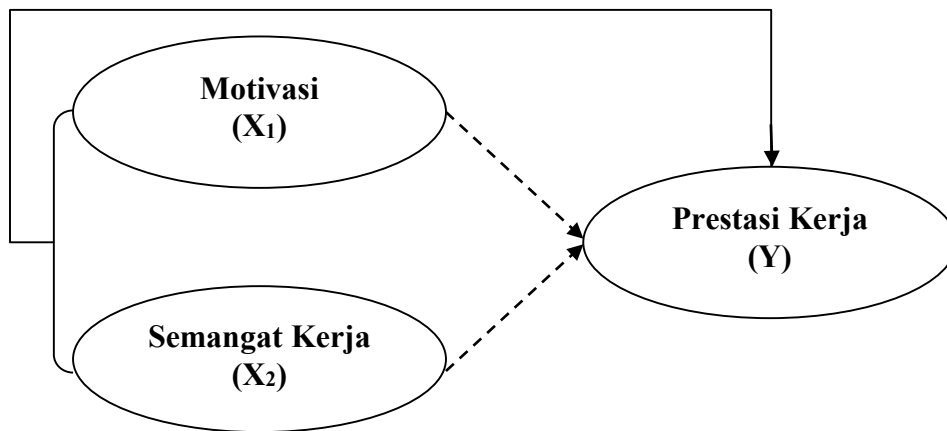 Motivasi
(X₁)
Prestasi Kerja
(Y)
Semangat Kerja
(X₂)